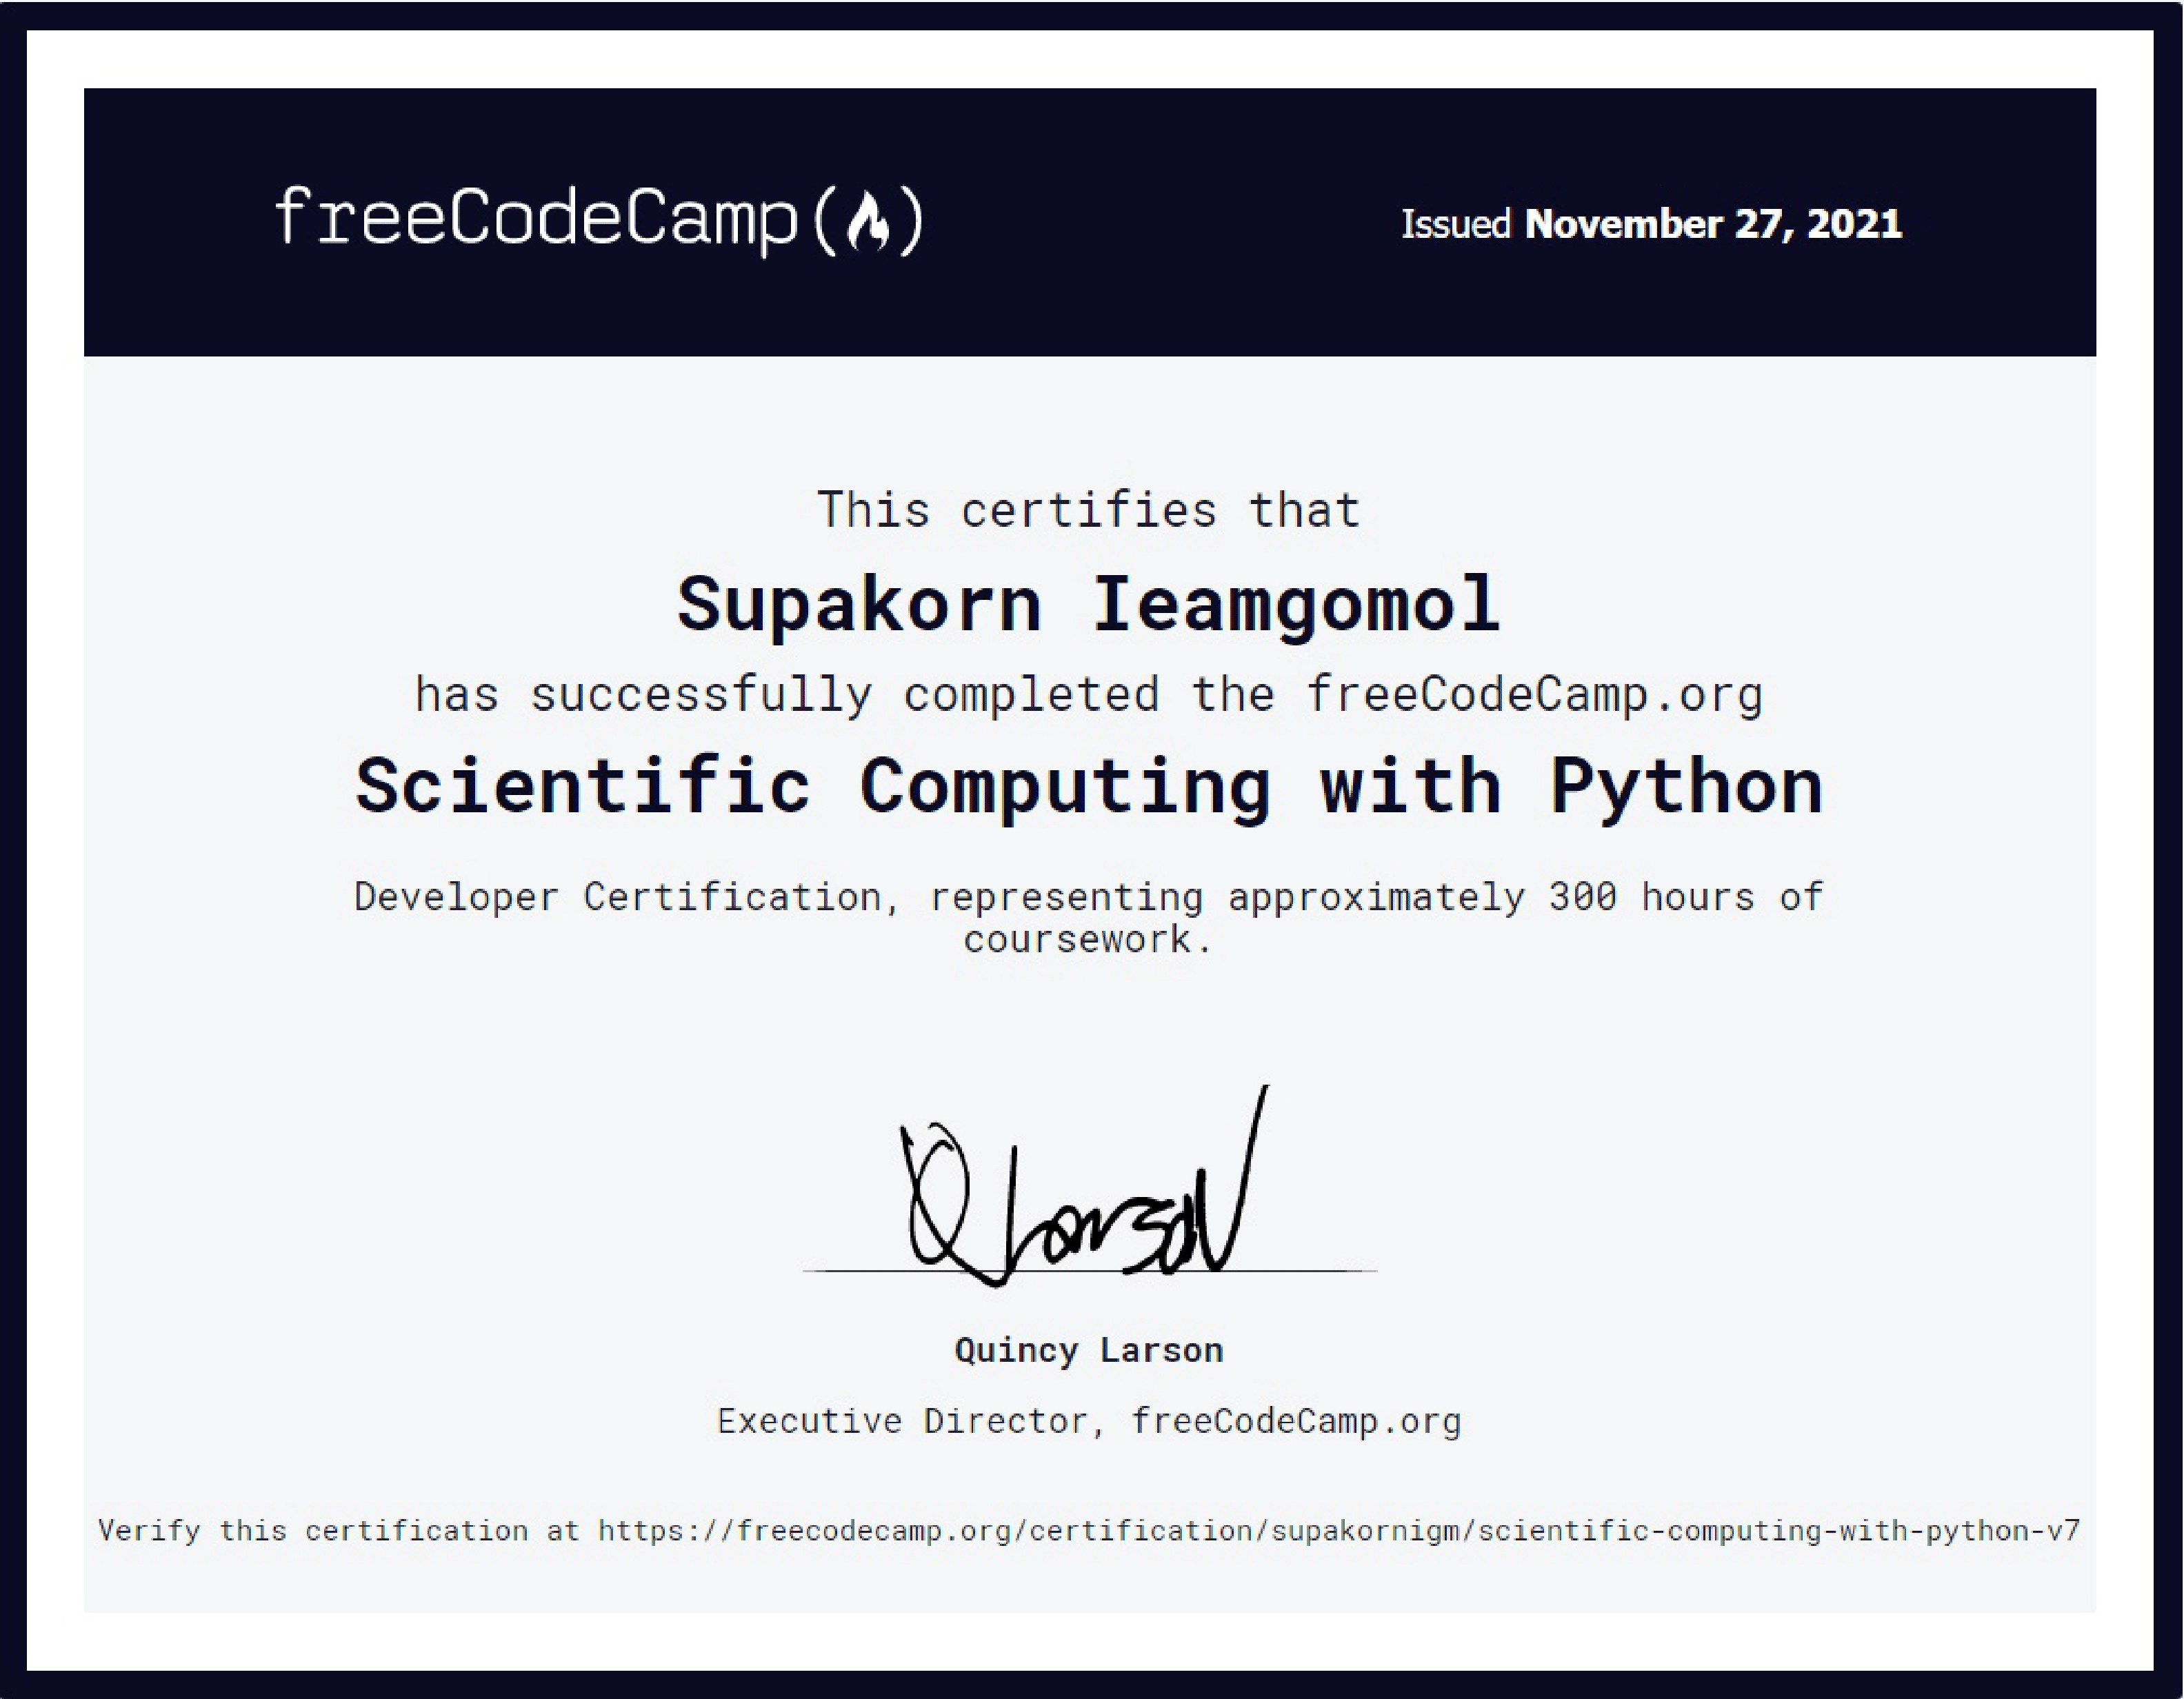 freeCodeCamp(🔥)
Issued November 27, 2021
This certifies that
Supakorn Ieamgomol
has successfully completed the freeCodeCamp.org
Scientific Computing with Python
Developer Certification, representing approximately 300 hours of
coursework.
Q Larson
Quincy Larson
Executive Director, freeCodeCamp.org
Verify this certification at https://freecodecamp.org/certification/supakornigm/scientific-computing-with-python-v7